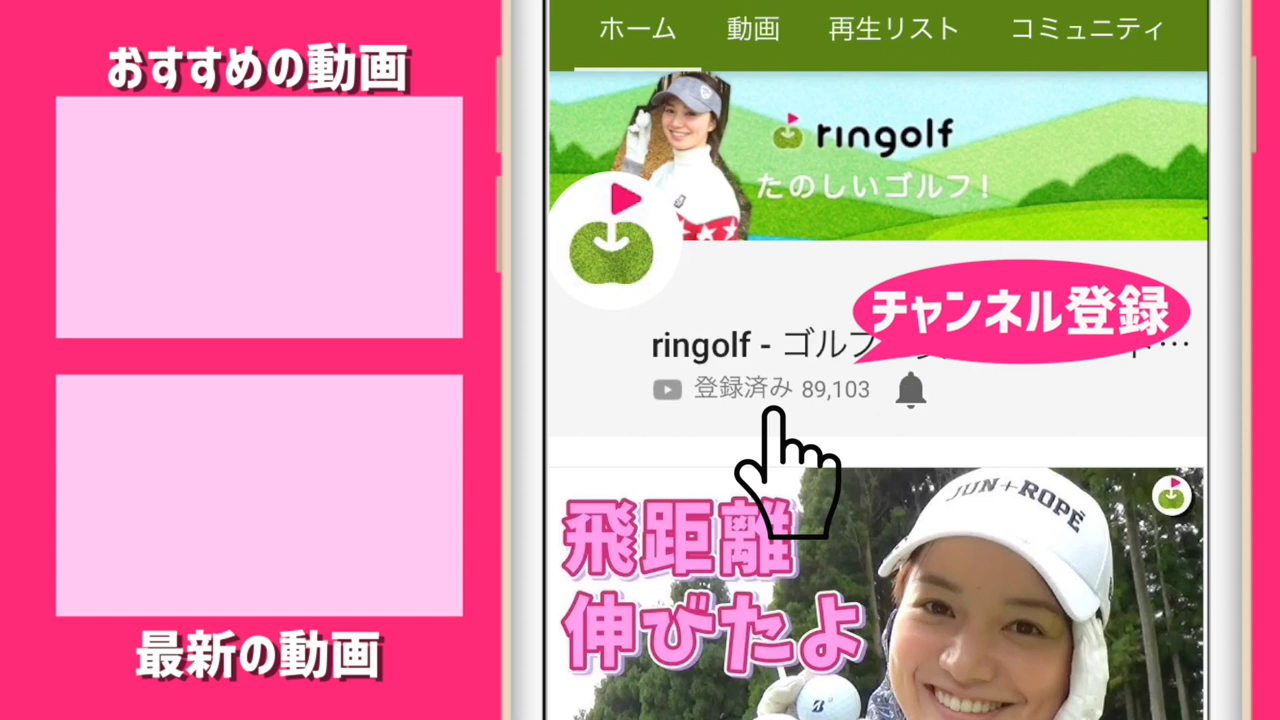 おすすめの動画
最新の動画
ホーム 動画 再生リスト コミュニティ
ringolf
たのしいゴルフ!
チャンネル登録
ringolf - ゴルフ
登録済み 89,103
JUN+ROPÉ
飛距離
伸びたよ
B